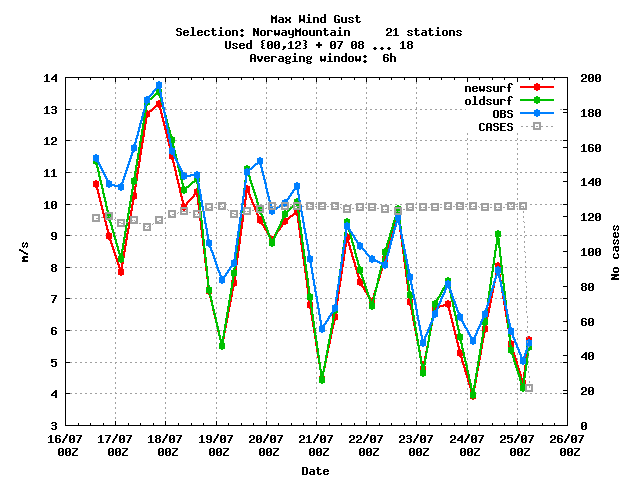 Max Wind Gust
Selection: NorwayMountain 21 stations
Used {00,12} + 07 08 ... 18
Averaging window: 6h
14 200
newsurf
oldsurf
OBS
CASES
13 180
12 160
11 140
10 120
9
8 100
7 80
6 60
5 40
4 20
3 0
m/s
No cases
16/07 17/07 18/07 19/07 20/07 21/07 22/07 23/07 24/07 25/07 26/07
00Z 00Z 00Z 00Z 00Z 00Z 00Z 00Z 00Z 00Z 00Z
Date